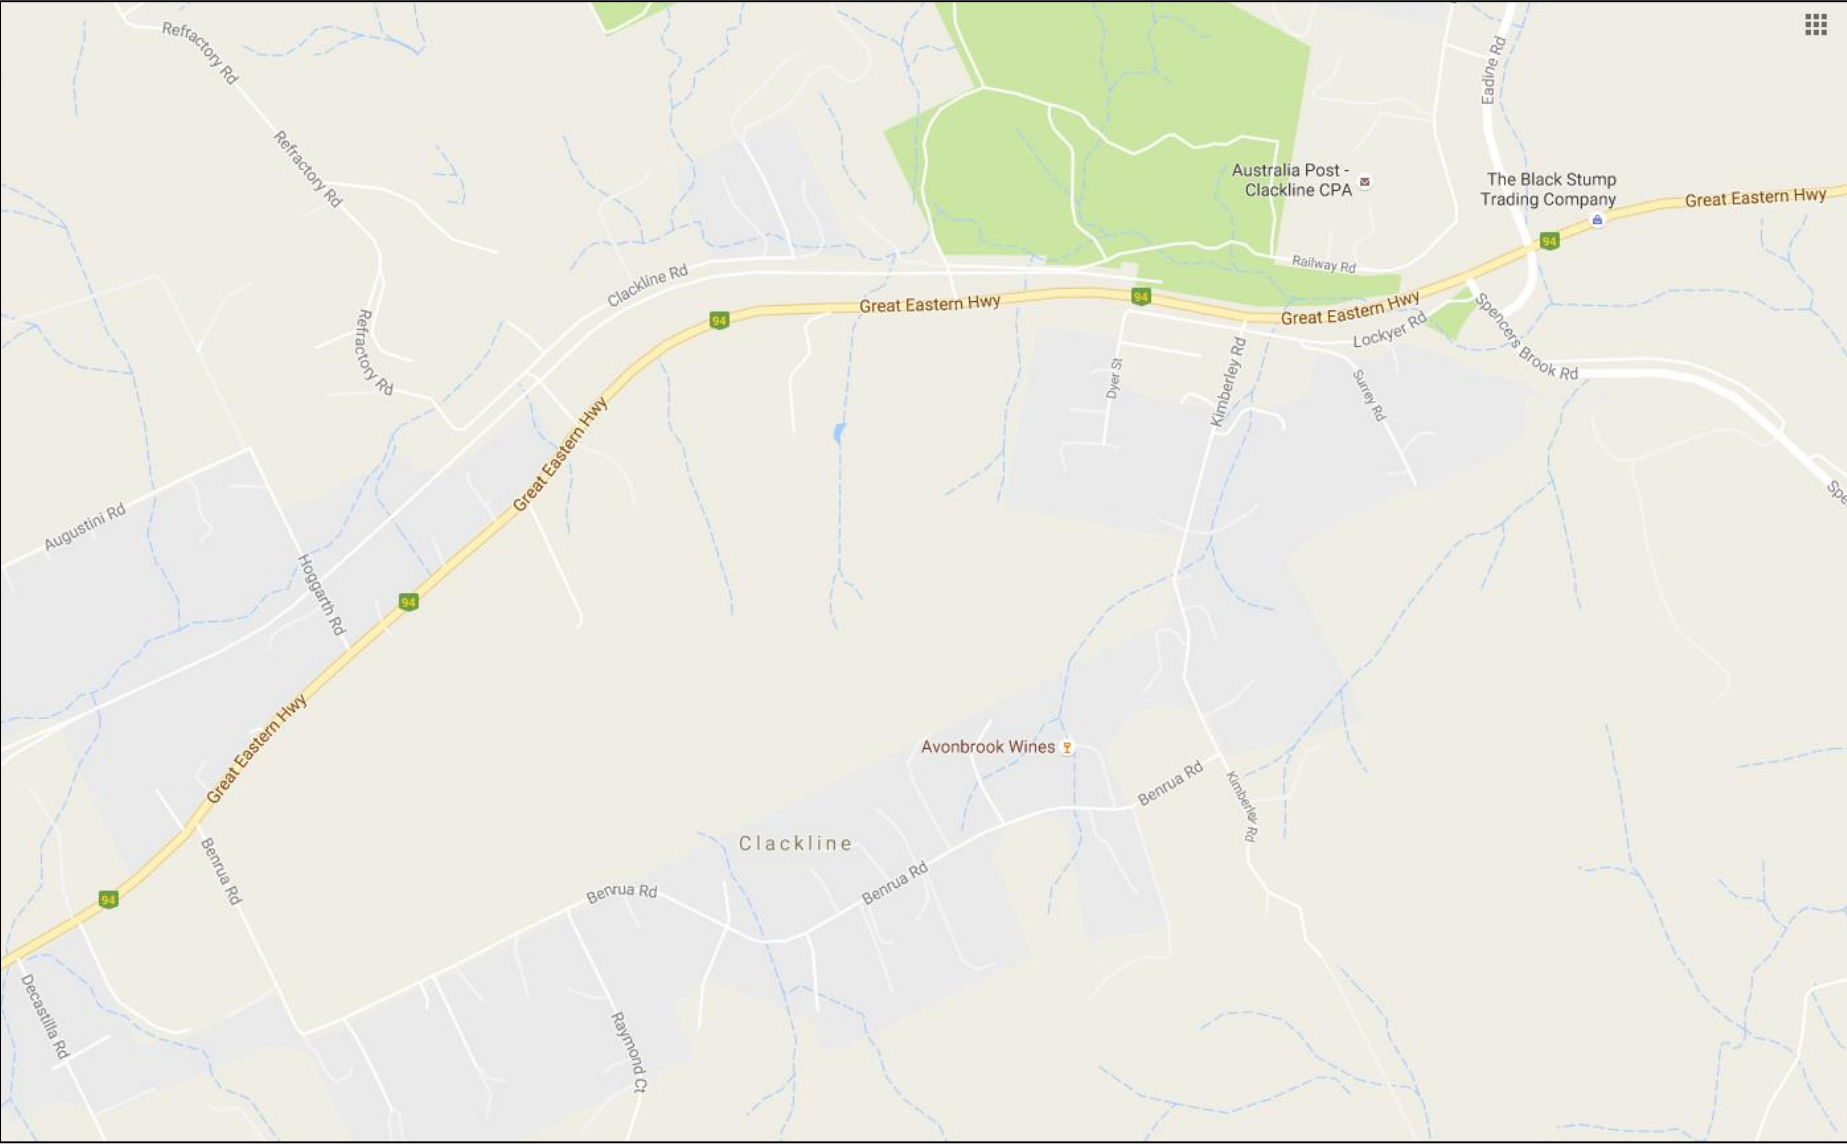 Refractory Rd
Eadine Rd
Refractory Rd
Australia Post -
Clackline CPA
The Black Stump
Trading Company
Great Eastern Hwy
94
Railway Rd
Clackline Rd
94
Great Eastern Hwy
94
Great Eastern Hwy
Lockyer Rd
Spencers Brook Rd
Refractory Rd
Dyer St
Kimberley Rd
Surrey Rd
Great Eastern Hwy
Spe
Augustini Rd
Hoggarth Rd
94
Great Eastern Hwy
Avonbrook Wines
Benrua Rd
Kimberley Rd
Clackline
Benrua Rd
Benrua Rd
Benrua Rd
94
Decastilla Rd
Raymond Ct